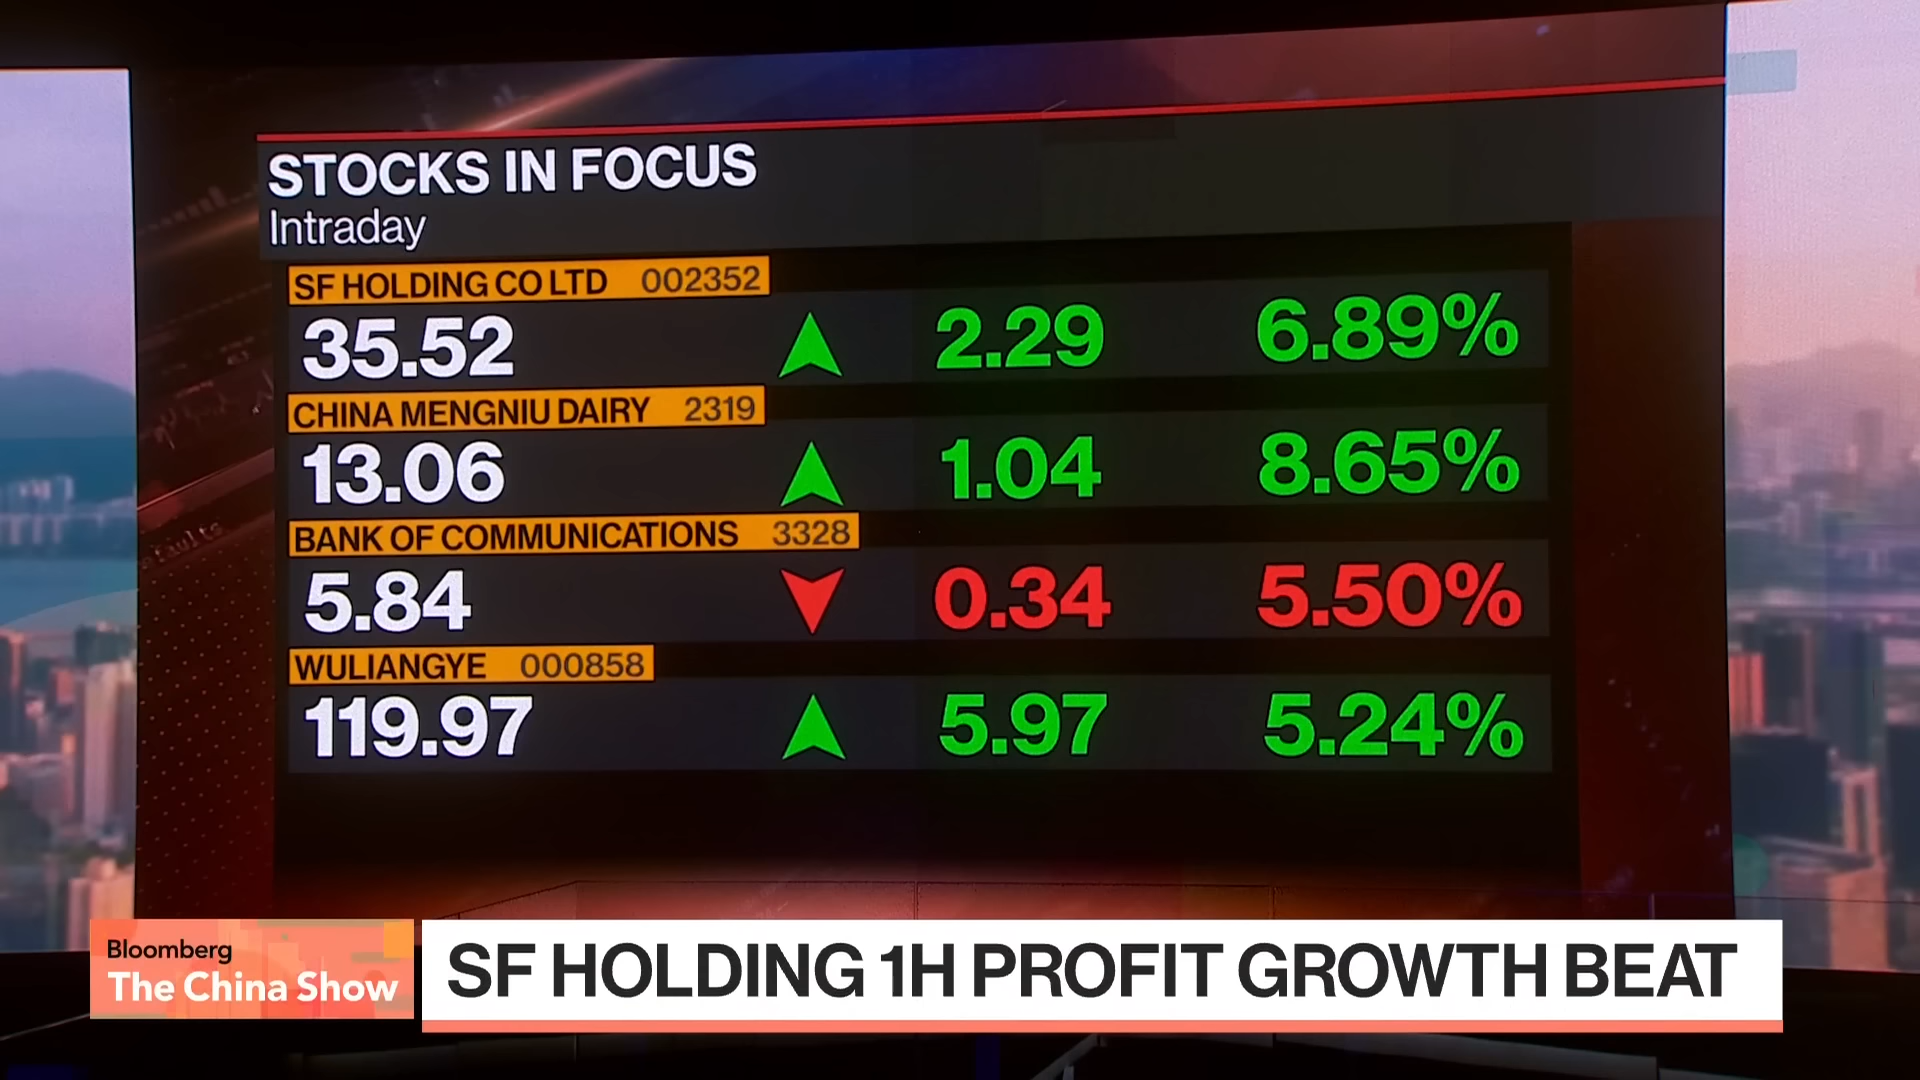 STOCKS IN FOCUS
Intraday
SF HOLDING CO LTD 002352
35.52 2.29 6.89%
CHINA MENGNIU DAIRY 2319
13.06 1.04 8.65%
BANK OF COMMUNICATIONS 3328
5.84 0.34 5.50%
WULIANGYE 000858
119.97 5.97 5.24%
Bloomberg
The China Show
SF HOLDING 1H PROFIT GROWTH BEAT